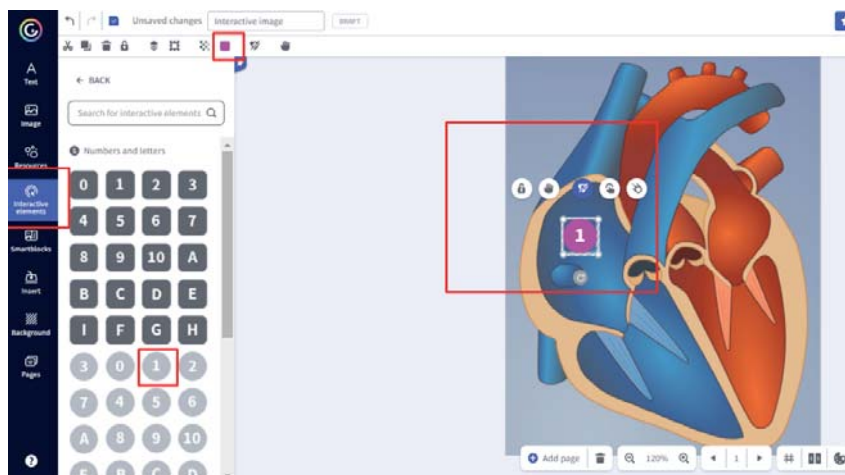 Unsaved changes Interactive image DRAFT
Text
Image
Resources
Interactive elements
Smartblocks
Insert
Background
Pages
?
← BACK
Search for interactive elements
Numbers and letters
0 1 2 3
4 5 6 7
8 9 10 A
B C D E
I F G H
3 0 1 2
7 4 5 6
A 8 9 10
E B C D
1
Add page 120% 1